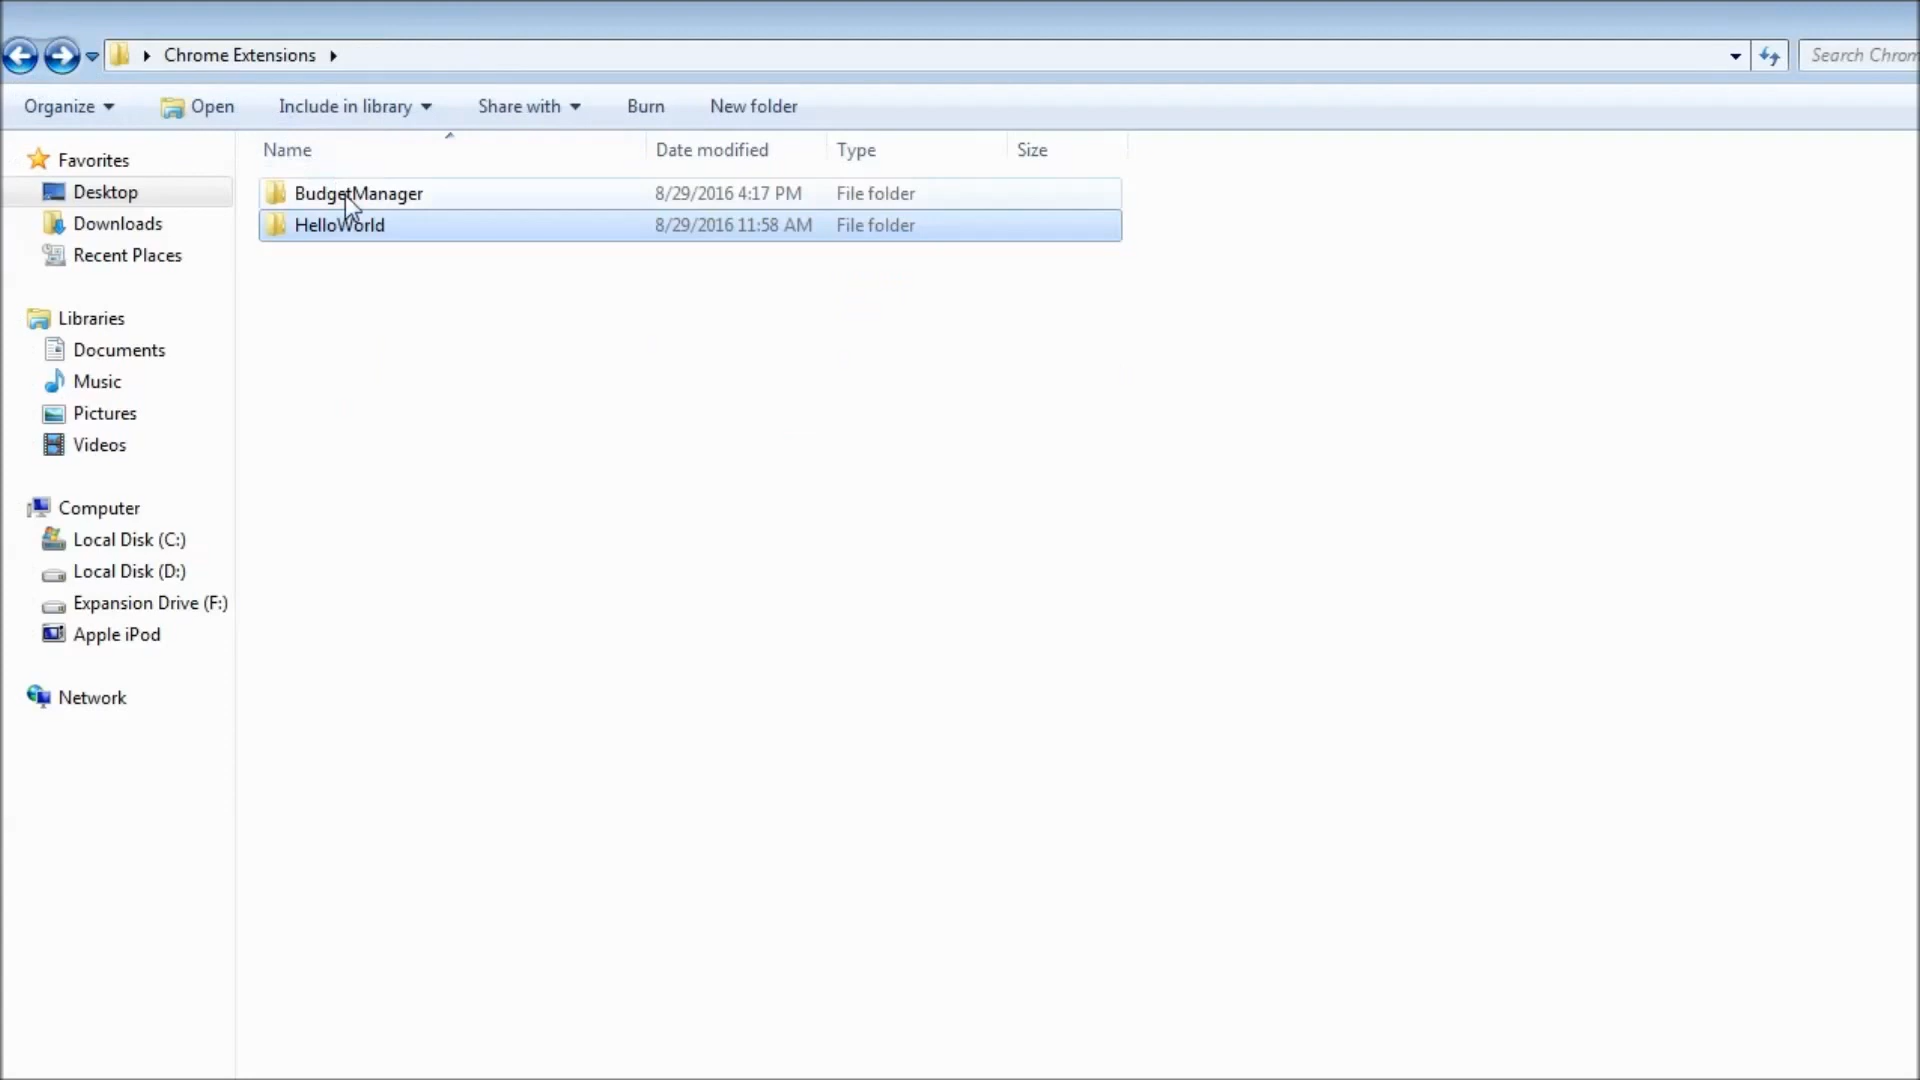 Chrome Extensions
Search Chrom
Organize Open Include in library Share with Burn New folder
Name Date modified Type Size
Favorites
Desktop
Downloads
Recent Places
Libraries
Documents
Music
Pictures
Videos
Computer
Local Disk (C:)
Local Disk (D:)
Expansion Drive (F:)
Apple iPod
Network
BudgetManager 8/29/2016 4:17 PM File folder
HelloWorld 8/29/2016 11:58 AM File folder